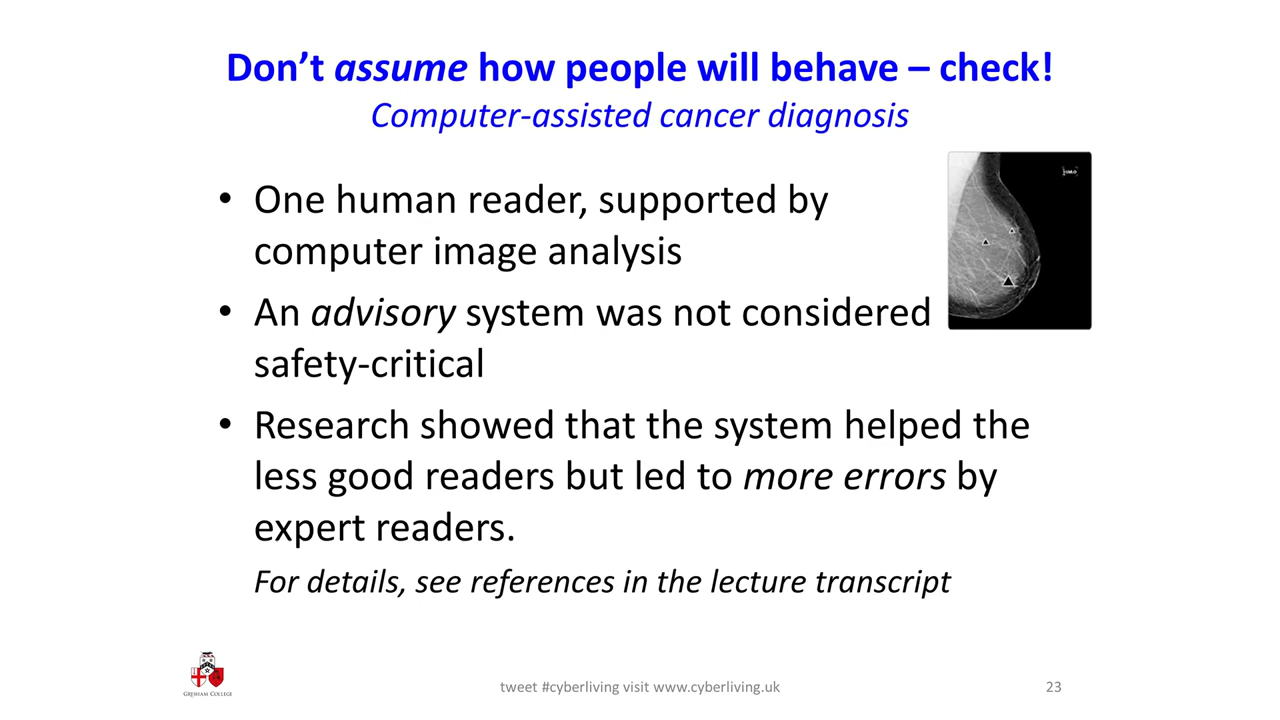 Don’t assume how people will behave – check!
Computer-assisted cancer diagnosis
• One human reader, supported by
computer image analysis
• An advisory system was not considered
safety-critical
• Research showed that the system helped the
less good readers but led to more errors by
expert readers.
For details, see references in the lecture transcript
GRESHAM COLLEGE
tweet #cyberliving visit www.cyberliving.uk
23